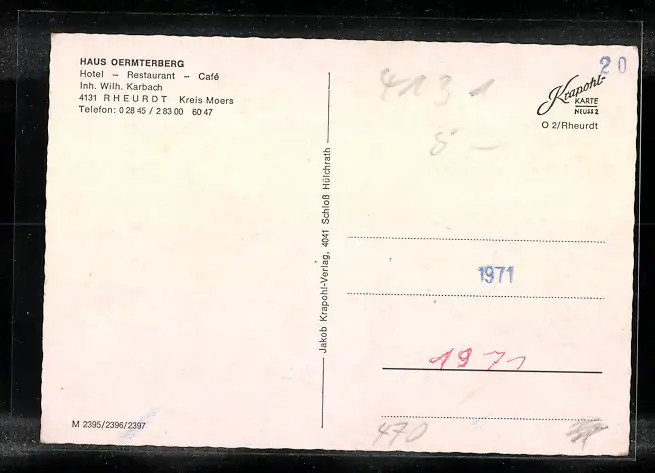 HAUS OERMTERBERG
Hotel – Restaurant – Café
Inh. Wilh. Karbach
4131 RHEURDT Kreis Moers
Telefon: 0 28 45 / 2 83 00 60 47
M 2395/2396/2397
Jakob Krapohl-Verlag, 4041 Schloß Hülchrath
4131
5 —
20
Krapohl-
KARTE
NEUSS 2
O 2/Rheurdt
1971
1971
470